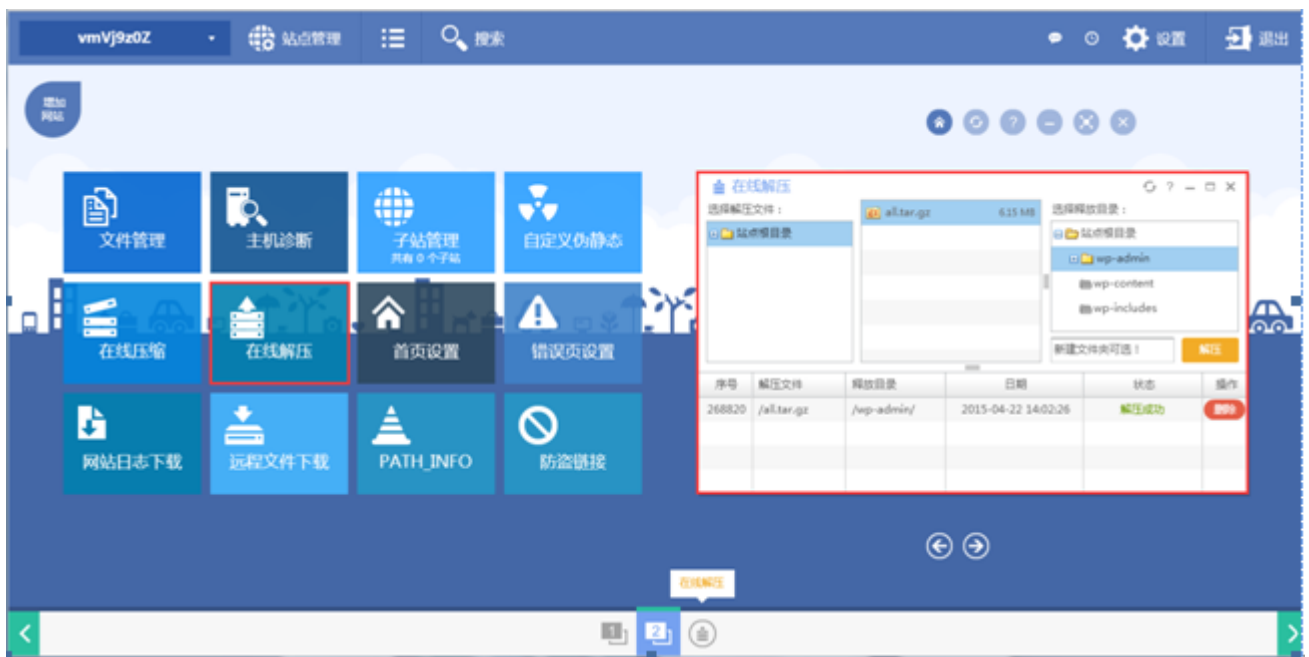 vmVj9z0Z
站点管理
搜索
设置
退出
增加
网站
文件管理
主机诊断
子站管理
共有 0 个子站
自定义伪静态
在线压缩
在线解压
首页设置
错误页设置
网站日志下载
远程文件下载
PATH_INFO
防盗链接
在线解压
选择解压文件：
站点根目录
all.tar.gz 6.15 MB
选择释放目录：
站点根目录
wp-admin
wp-content
wp-includes
新建文件夹可选！
解压
序号 解压文件 释放目录 日期 状态 操作
268820 /all.tar.gz /wp-admin/ 2015-04-22 14:02:26 解压成功 删除
在线解压
1
2